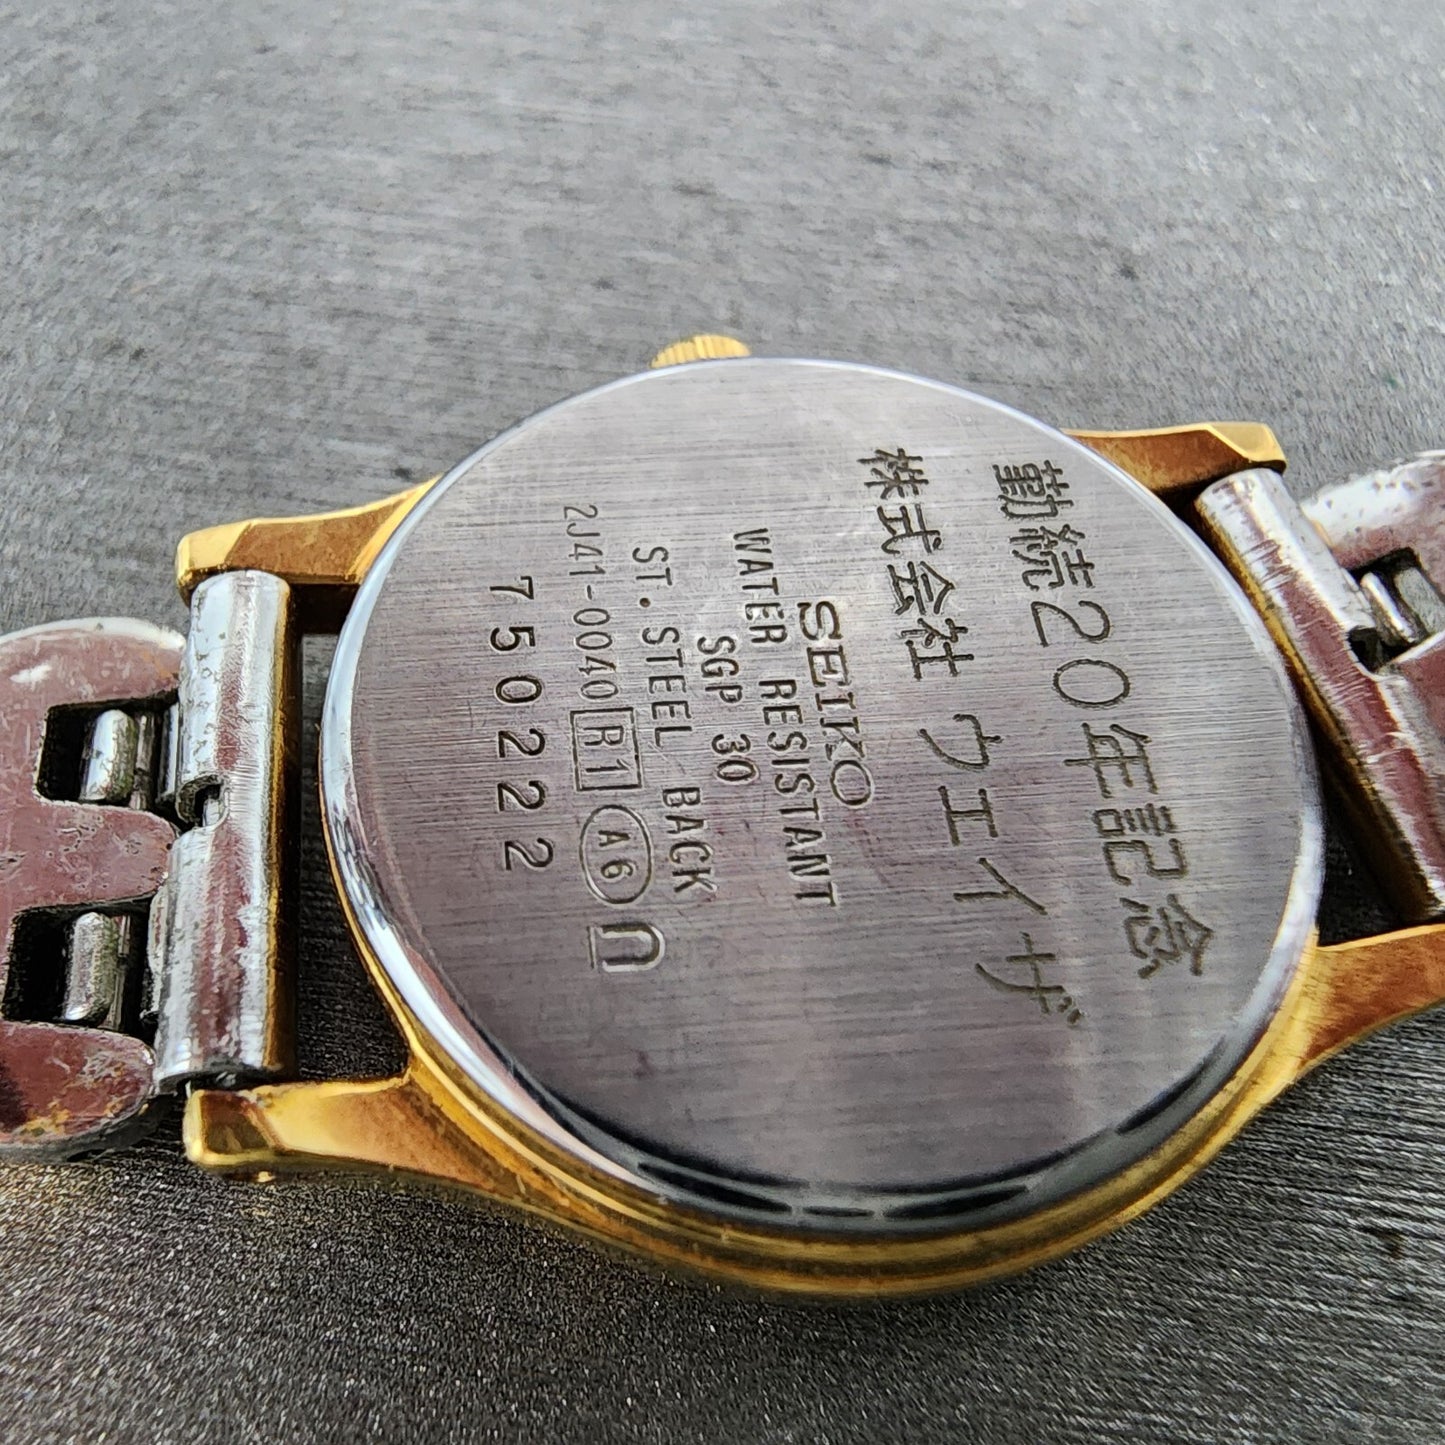 勤続20年記念
株式会社 ウエイザ
SEIKO
WATER RESISTANT
SGP 30
ST.STEEL BACK
2J41-0040 R1 A6
750222